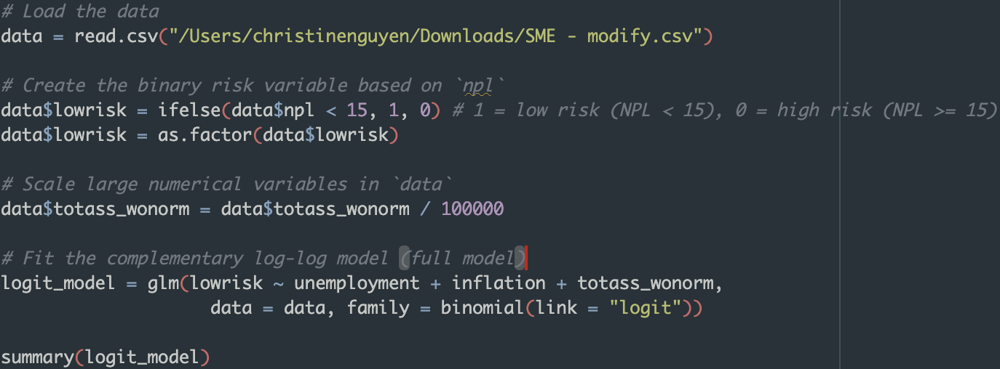 # Load the data
data = read.csv("/Users/christinenguyen/Downloads/SME - modify.csv")
# Create the binary risk variable based on `npl`
data$lowrisk = ifelse(data$npl < 15, 1, 0) # 1 = low risk (NPL < 15), 0 = high risk (NPL >= 15)
data$lowrisk = as.factor(data$lowrisk)
# Scale large numerical variables in `data`
data$totass_wonorm = data$totass_wonorm / 100000
# Fit the complementary log-log model (full model)
logit_model = glm(lowrisk ~ unemployment + inflation + totass_wonorm,
data = data, family = binomial(link = "logit"))
summary(logit_model)